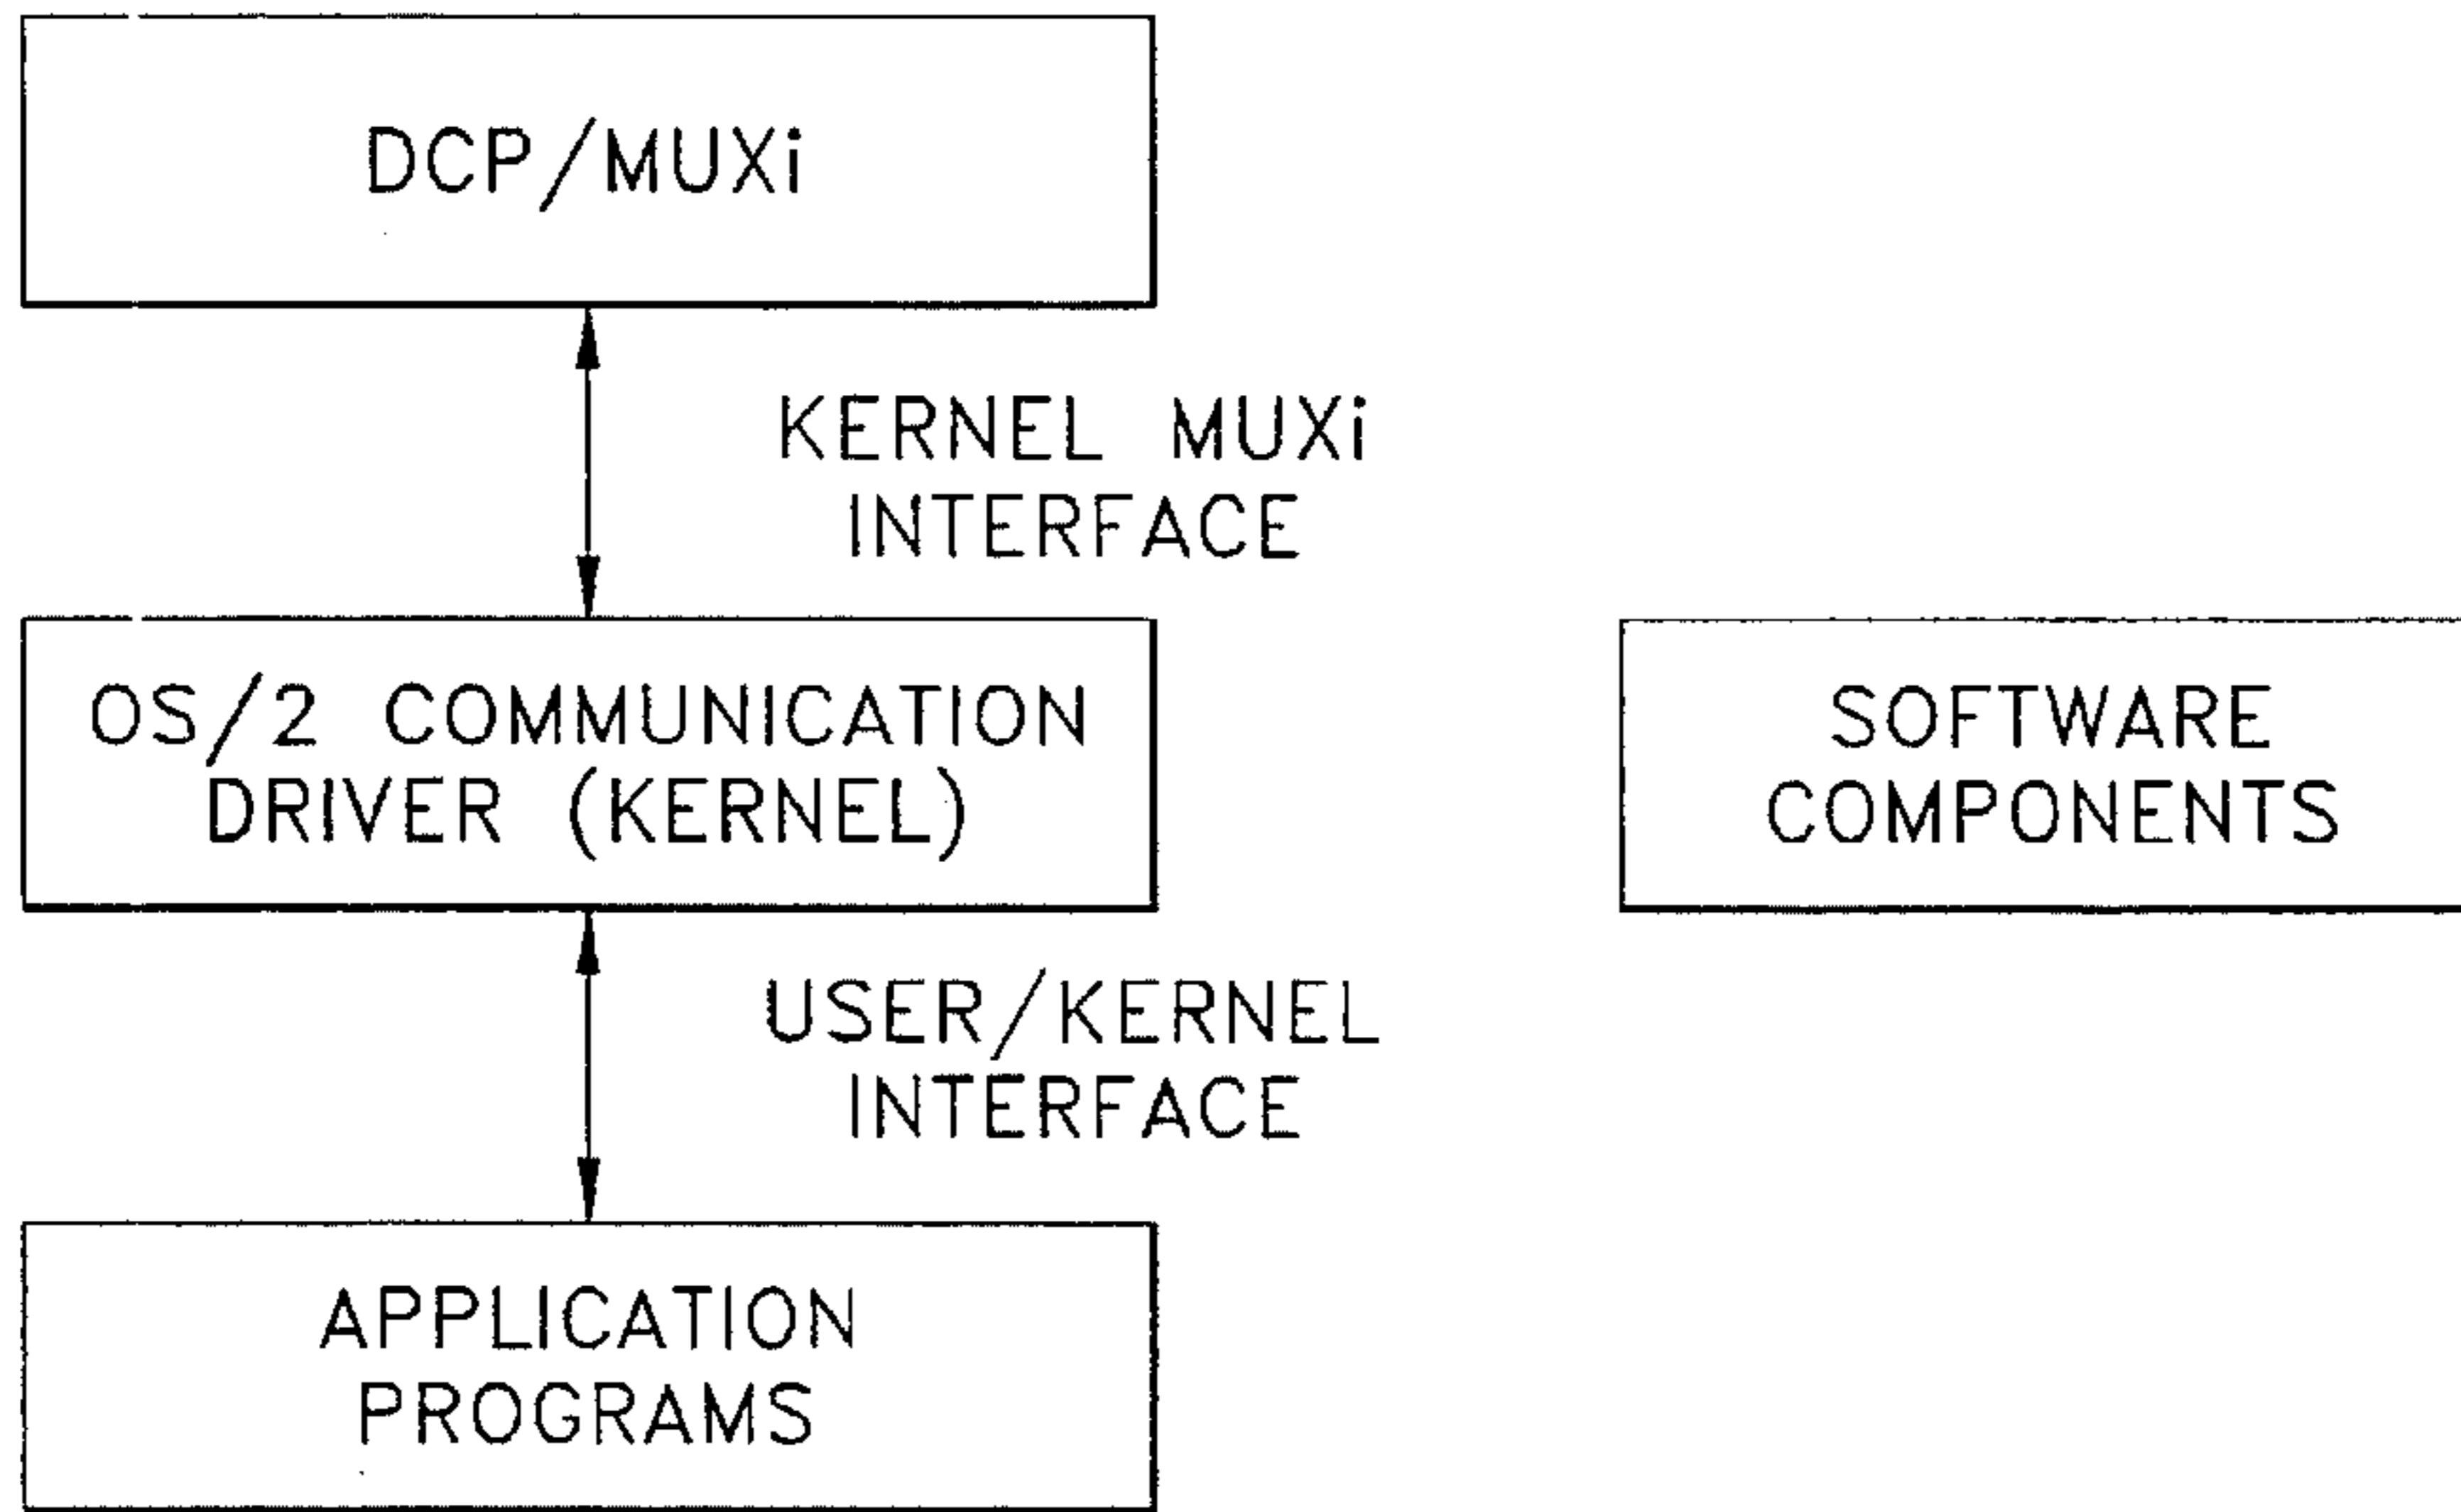 DCP/MUXi
KERNEL MUXi
INTERFACE
OS/2 COMMUNICATION
DRIVER (KERNEL)
SOFTWARE
COMPONENTS
USER/KERNEL
INTERFACE
APPLICATION
PROGRAMS